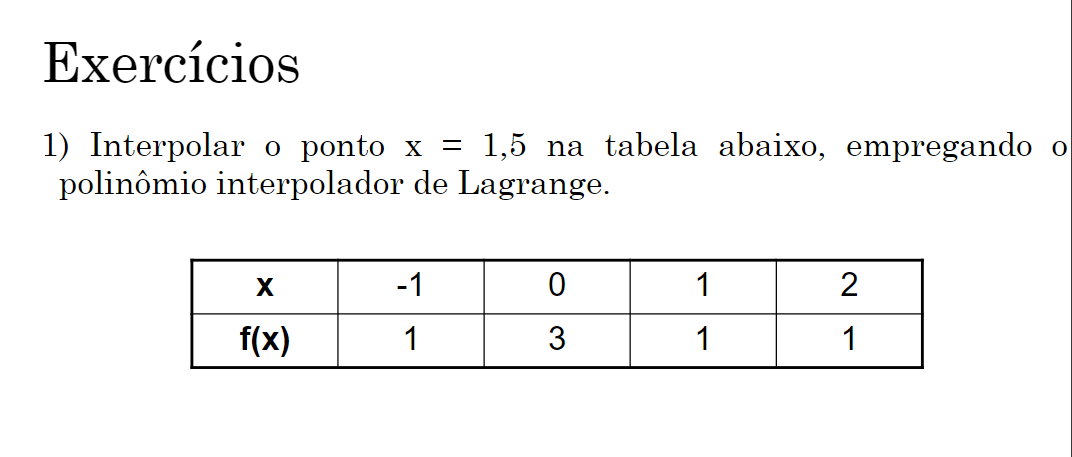 Exercícios
1) Interpolar o ponto x = 1,5 na tabela abaixo, empregando o
polinômio interpolador de Lagrange.
x -1 0 1 2
f(x) 1 3 1 1